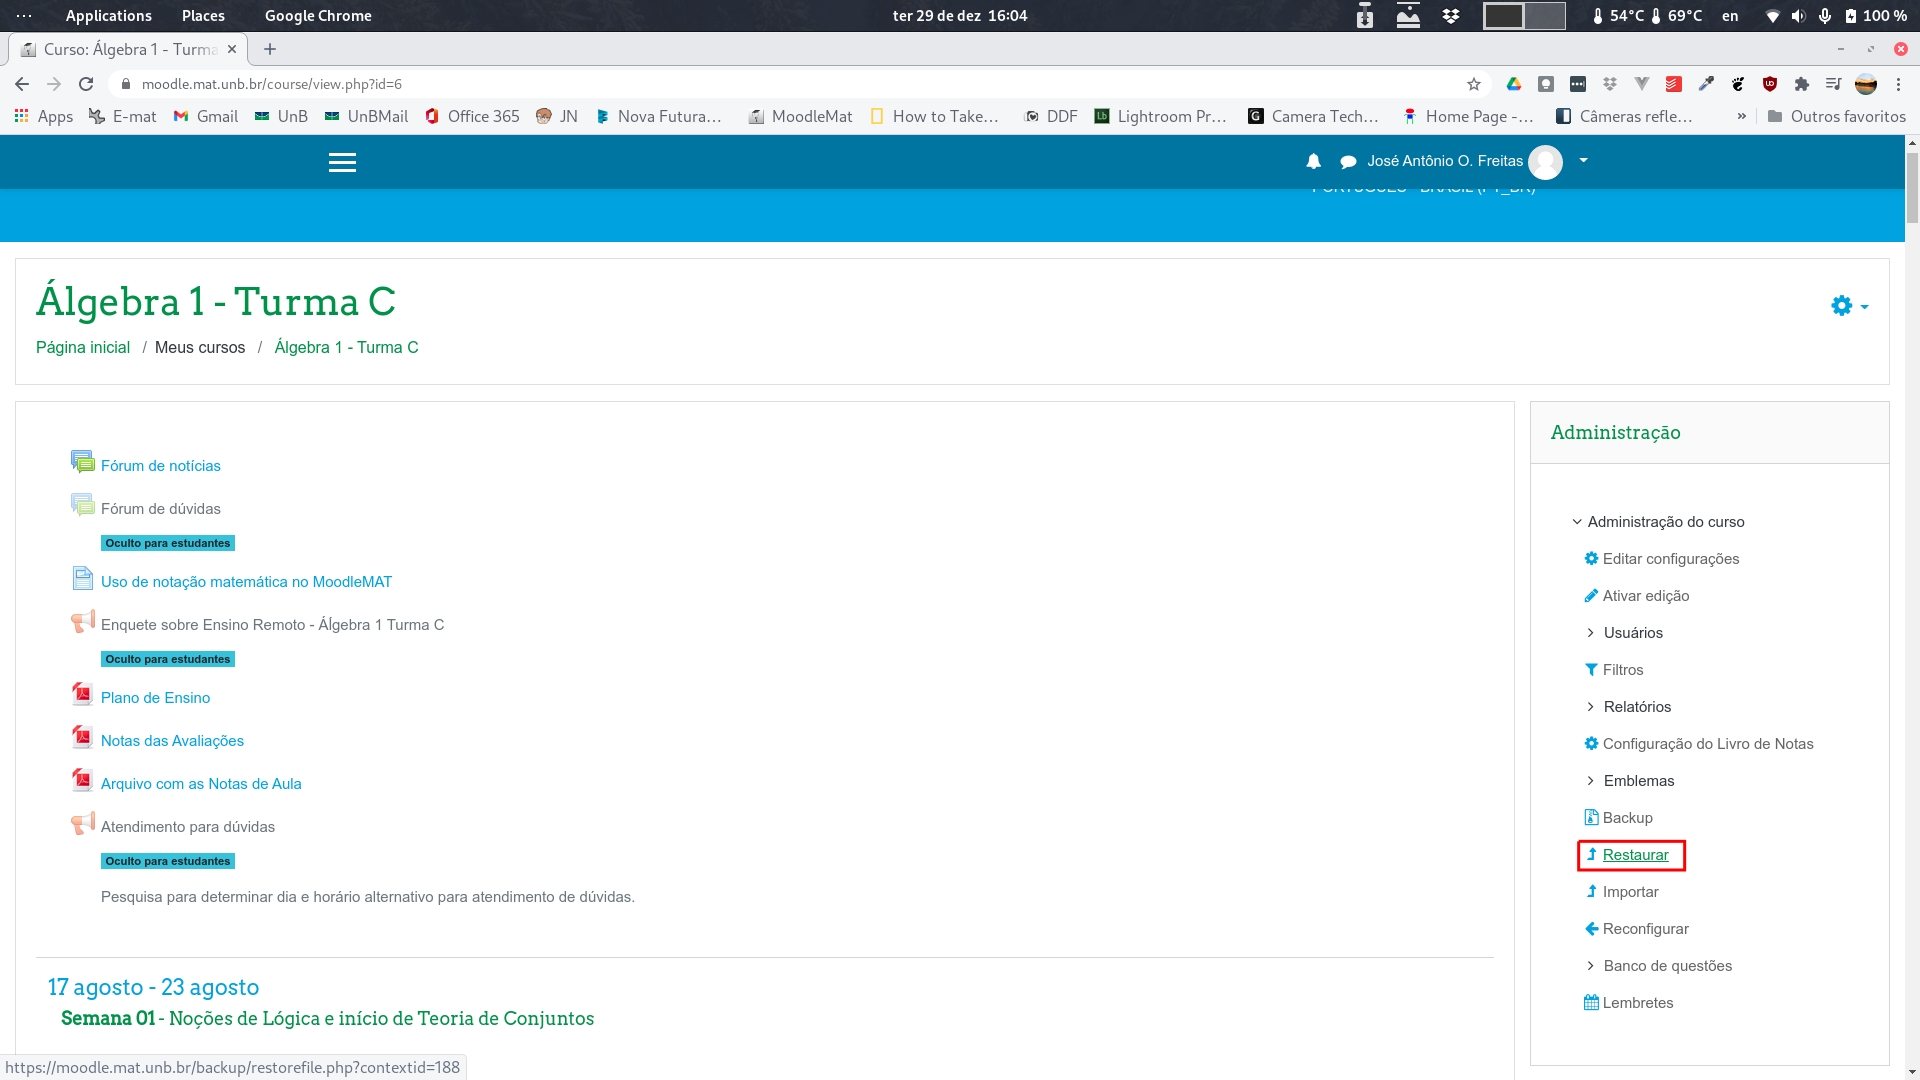 Applications Places Google Chrome ter 29 de dez 16:04 54°C 69°C en 100 %
Curso: Álgebra 1 - Turma
moodle.mat.unb.br/course/view.php?id=6
Apps E-mat Gmail UnB UnBMail Office 365 JN Nova Futura... MoodleMat How to Take... DDF Lightroom Pr... Camera Tech... Home Page -... Câmeras refle... » Outros favoritos
José Antônio O. Freitas
PORTUGUÊS - BRASIL (PT_BR)
Álgebra 1 - Turma C
Página inicial / Meus cursos / Álgebra 1 - Turma C
Fórum de notícias
Fórum de dúvidas
Oculto para estudantes
Uso de notação matemática no MoodleMAT
Enquete sobre Ensino Remoto - Álgebra 1 Turma C
Oculto para estudantes
Plano de Ensino
Notas das Avaliações
Arquivo com as Notas de Aula
Atendimento para dúvidas
Oculto para estudantes
Pesquisa para determinar dia e horário alternativo para atendimento de dúvidas.
17 agosto - 23 agosto
Semana 01 - Noções de Lógica e início de Teoria de Conjuntos
Administração
Administração do curso
Editar configurações
Ativar edição
Usuários
Filtros
Relatórios
Configuração do Livro de Notas
Emblemas
Backup
Restaurar
Importar
Reconfigurar
Banco de questões
Lembretes
https://moodle.mat.unb.br/backup/restorefile.php?contextid=188